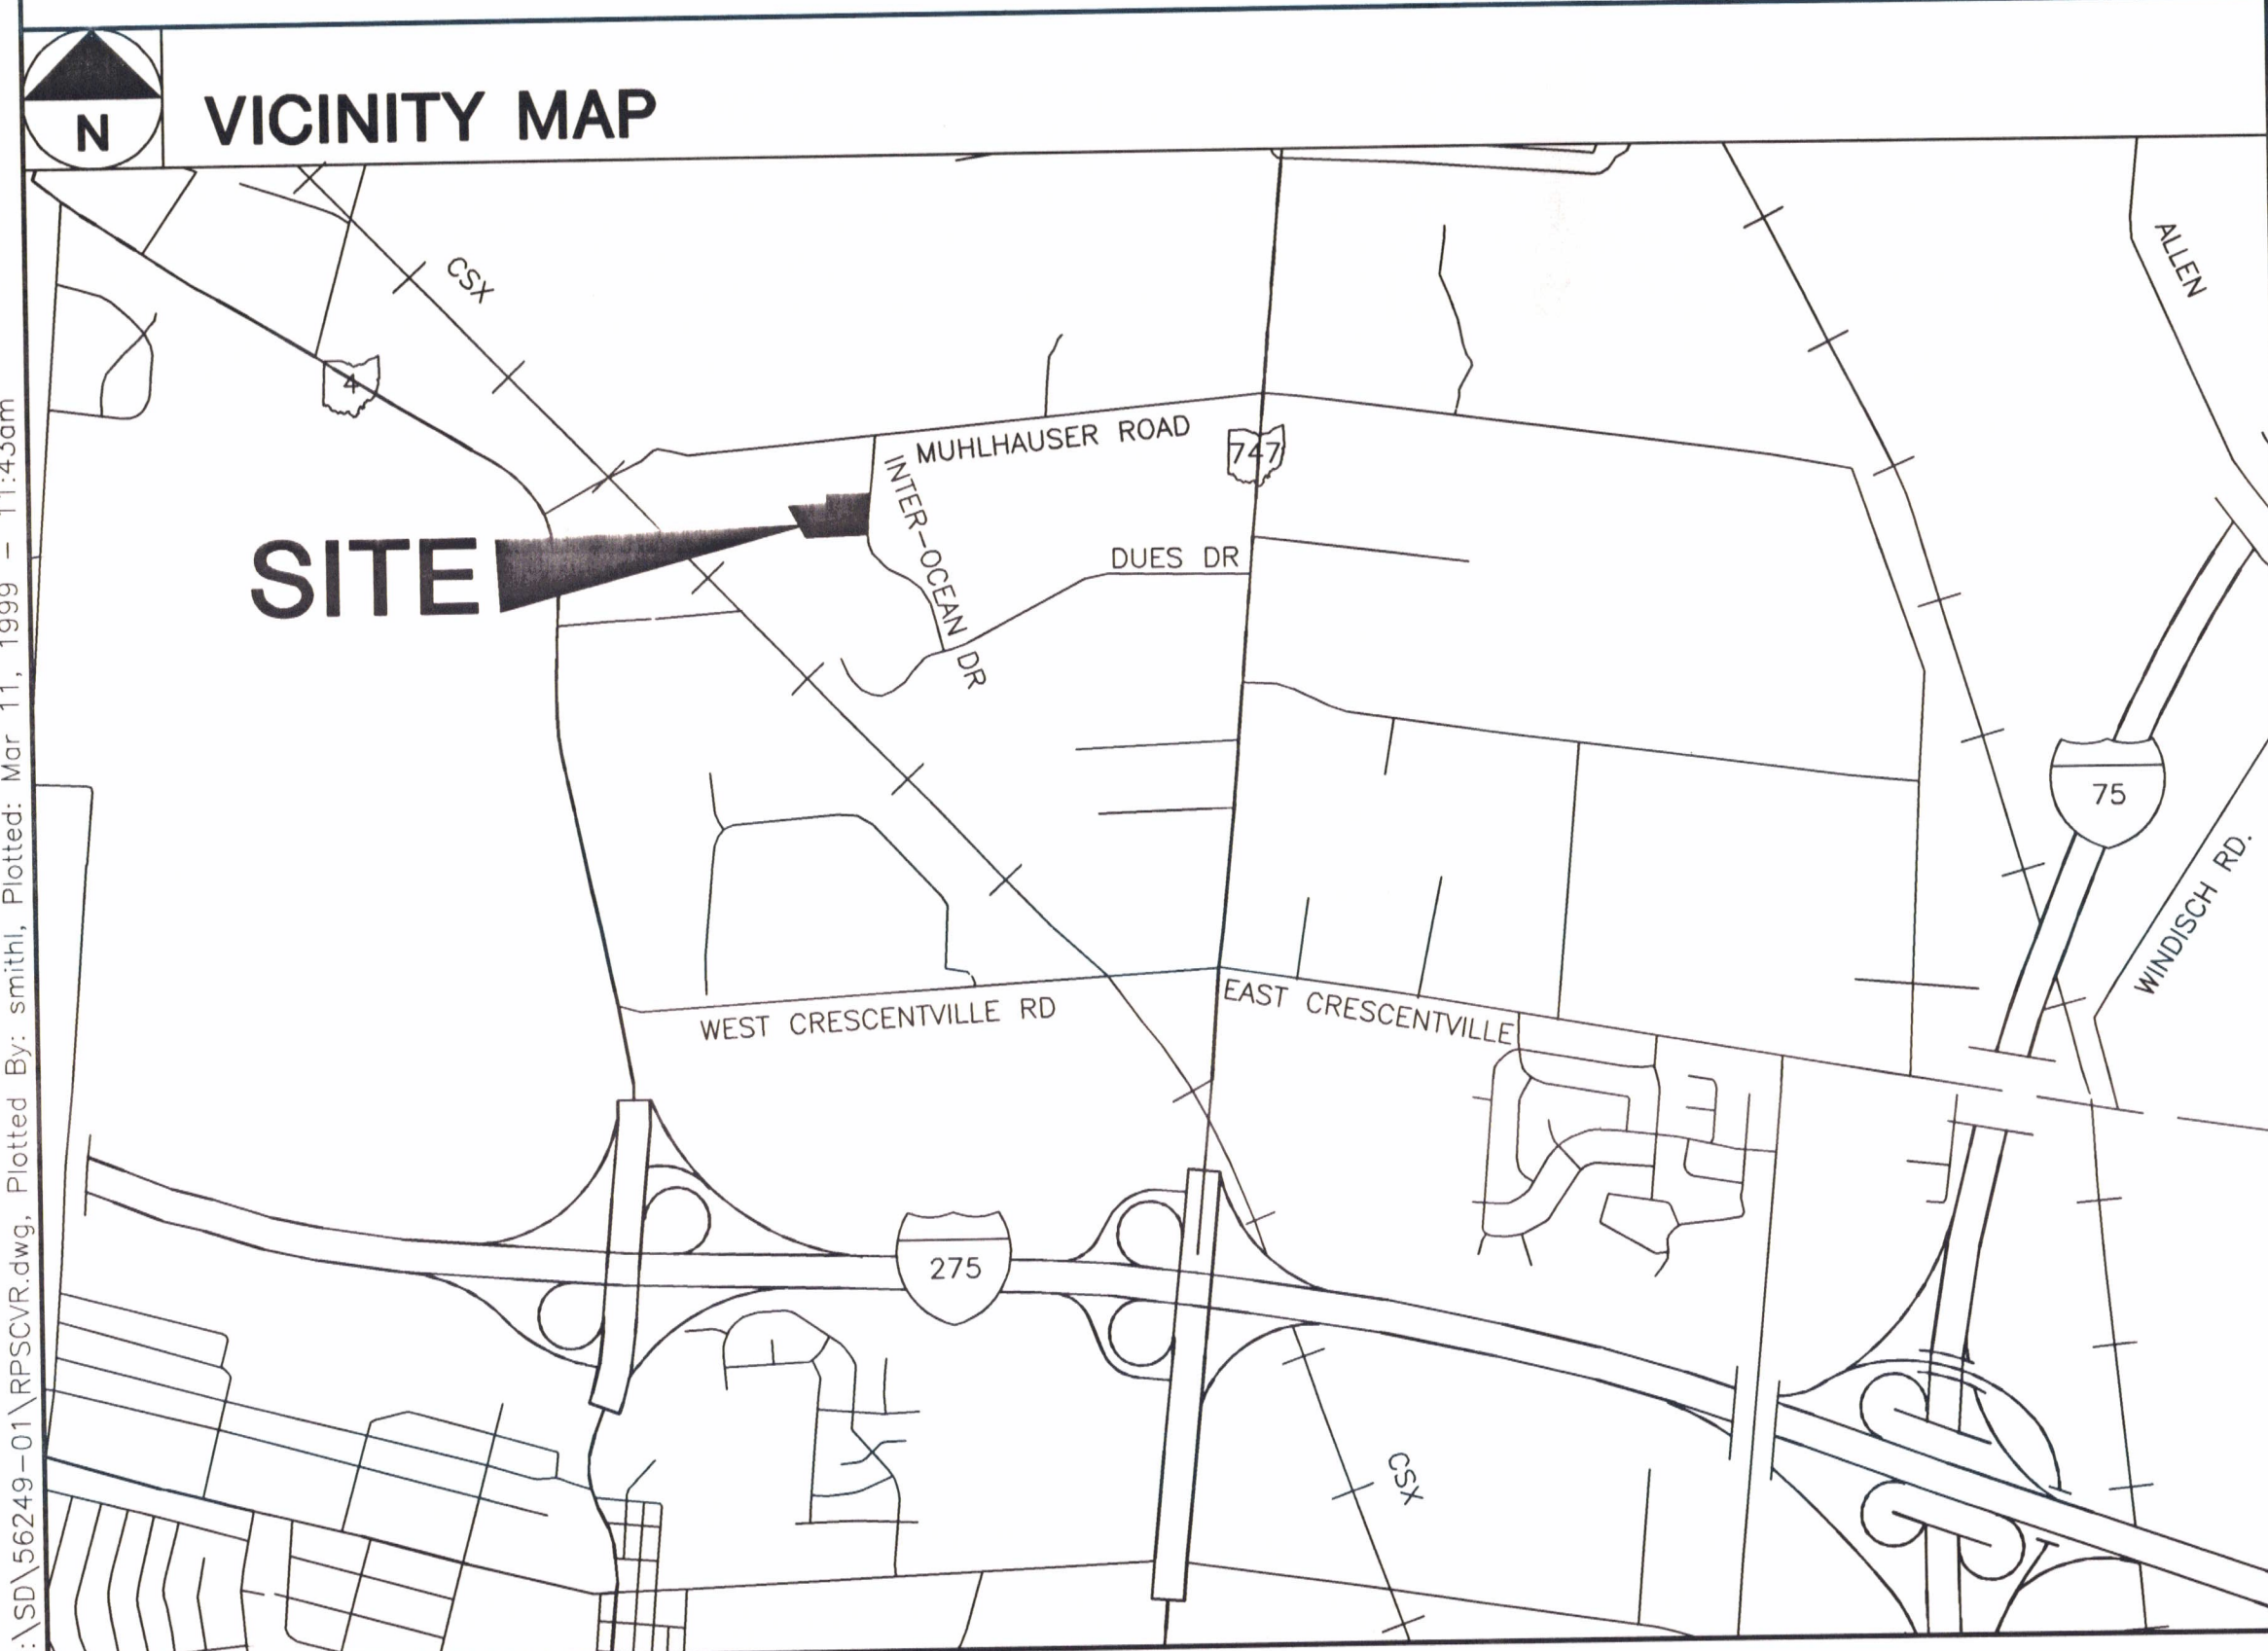 N
VICINITY MAP
CSX
ALLEN
4
MUHLHAUSER ROAD
747
INTER-OCEAN DR
SITE
DUES DR
75
WINDISCH RD.
WEST CRESCENTVILLE RD
EAST CRESCENTVILLE
275
CSX
:\SD\56249-01\RPSCVR.dwg, Plotted By: smithl, Plotted: Mar 11, 1999 - 11:43am